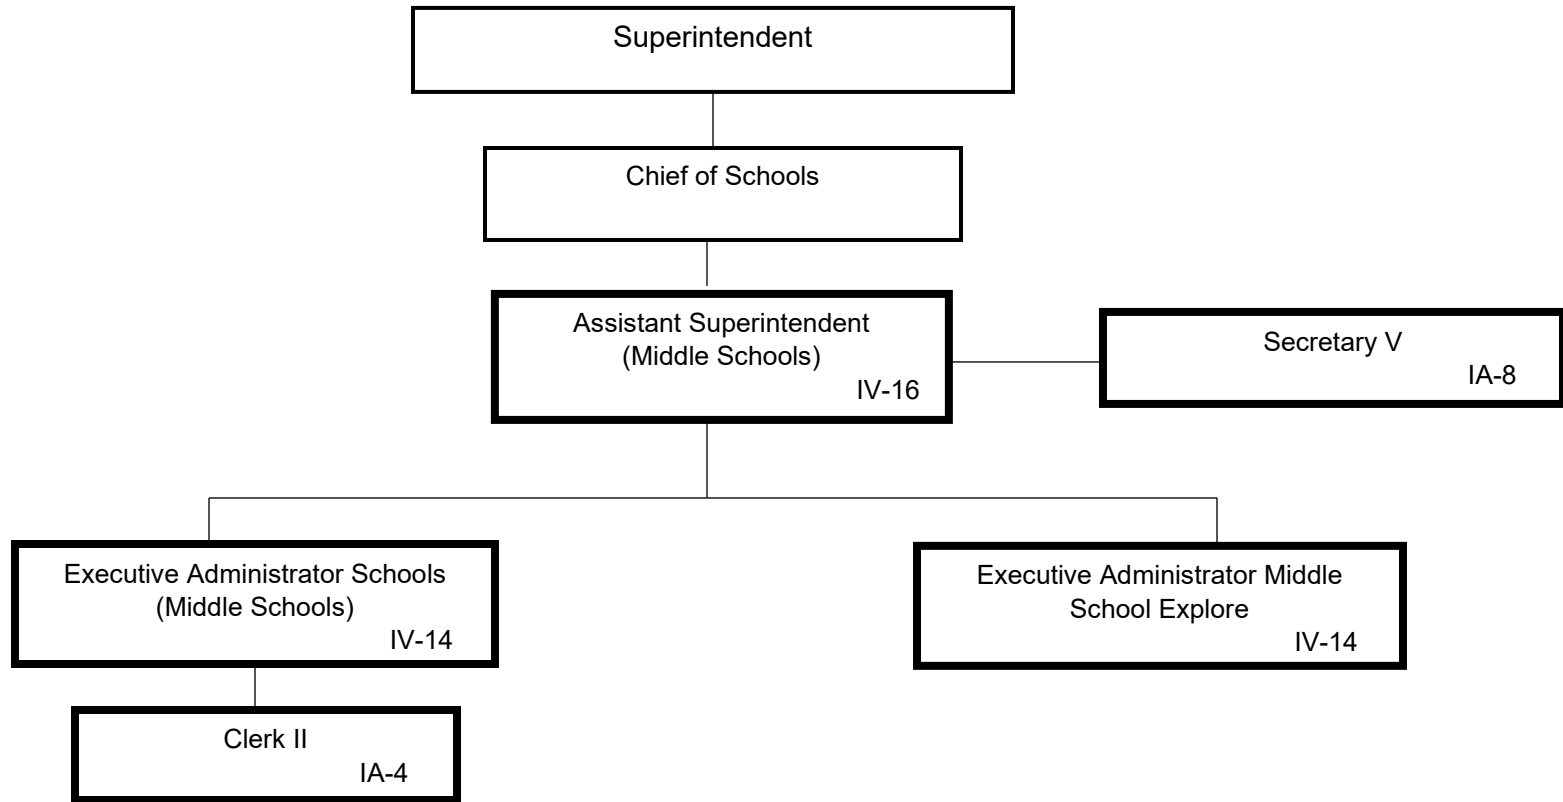 Superintendent
Chief of Schools
Assistant Superintendent
(Middle Schools)
IV-16
Secretary V
IA-8
Executive Administrator Schools
(Middle Schools)
IV-14
Executive Administrator Middle
School Explore
IV-14
Clerk II
IA-4